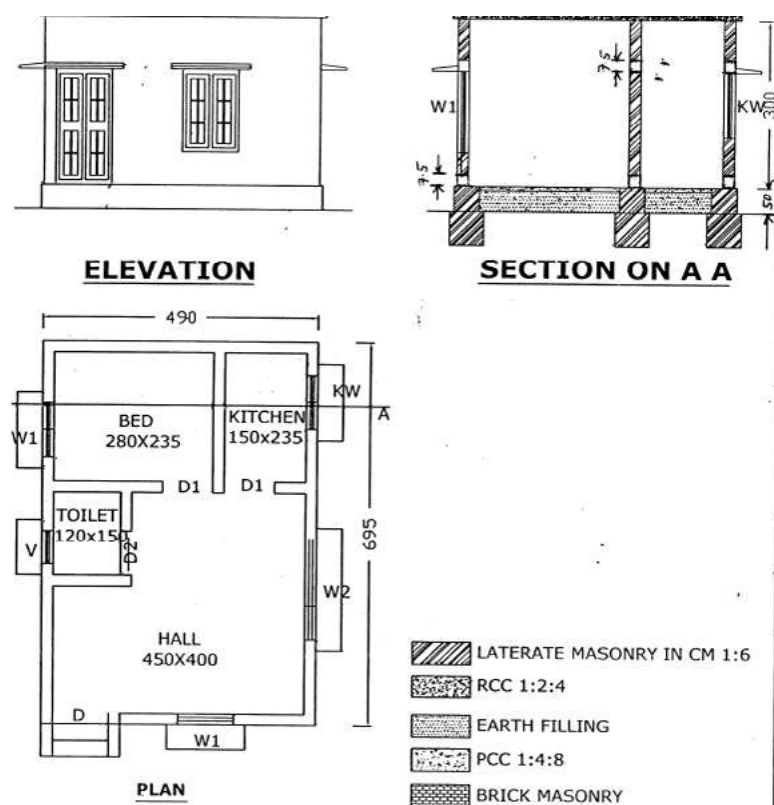 75
W1
KW
300
75
50
ELEVATION
SECTION ON A A
490
KW
A
BED
280X235
KITCHEN
150x235
W1
D1
D1
TOILET
120x150
695
V
D2
W2
HALL
450X400
D
W1
PLAN
LATERATE MASONRY IN CM 1:6
RCC 1:2:4
EARTH FILLING
PCC 1:4:8
BRICK MASONRY